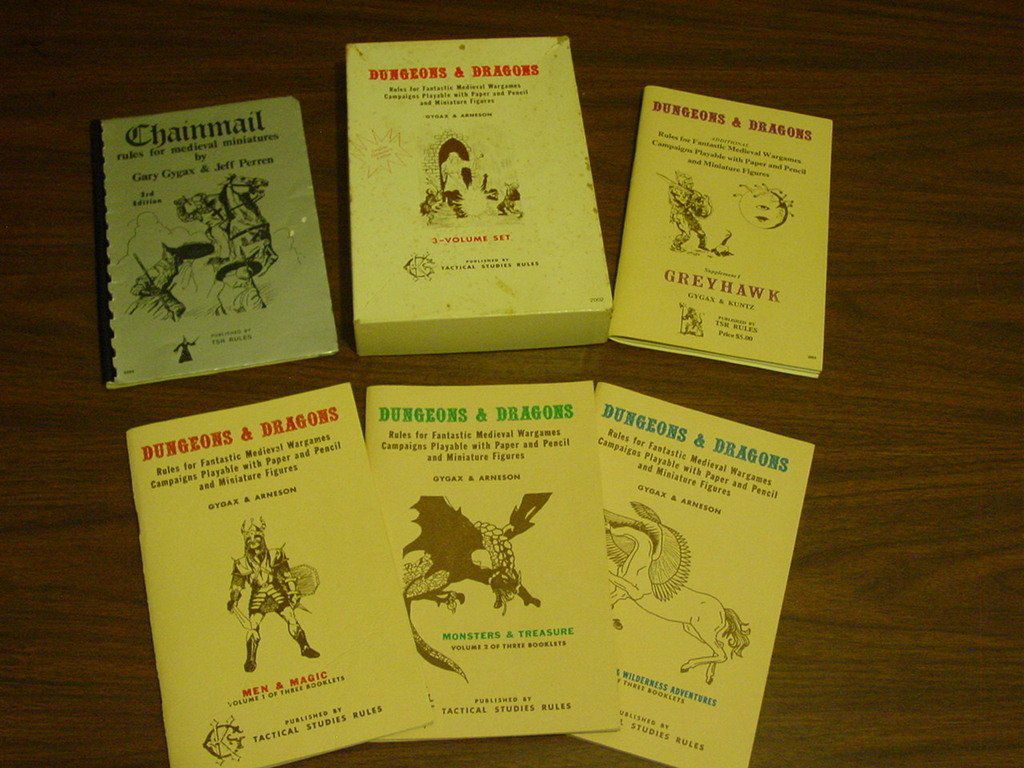 Chainmail
rules for medieval miniatures
by
Gary Gygax & Jeff Perren
3rd
Edition
PUBLISHED BY
TSR RULES
DUNGEONS & DRAGONS
Rules for Fantastic Medieval Wargames
Campaigns Playable with Paper and Pencil
and Miniature Figures
GYGAX & ARNESON
3-VOLUME SET
PUBLISHED BY
TACTICAL STUDIES RULES
2002
DUNGEONS & DRAGONS
ADDITIONAL
Rules for Fantastic Medieval Wargames
Campaigns Playable with Paper and Pencil
and Miniature Figures
Supplement I
GREYHAWK
GYGAX & KUNTZ
PUBLISHED BY
TSR RULES
Price $5.00
DUNGEONS & DRAGONS
Rules for Fantastic Medieval Wargames
Campaigns Playable with Paper and Pencil
and Miniature Figures
GYGAX & ARNESON
MEN & MAGIC
VOLUME 1 OF THREE BOOKLETS
PUBLISHED BY
TACTICAL STUDIES RULES
DUNGEONS & DRAGONS
Rules for Fantastic Medieval Wargames
Campaigns Playable with Paper and Pencil
and Miniature Figures
GYGAX & ARNESON
MONSTERS & TREASURE
VOLUME 2 OF THREE BOOKLETS
PUBLISHED BY
TACTICAL STUDIES RULES
DUNGEONS & DRAGONS
Rules for Fantastic Medieval Wargames
Campaigns Playable with Paper and Pencil
and Miniature Figures
GYGAX & ARNESON
& WILDERNESS ADVENTURES
OF THREE BOOKLETS
PUBLISHED BY
L STUDIES RULES